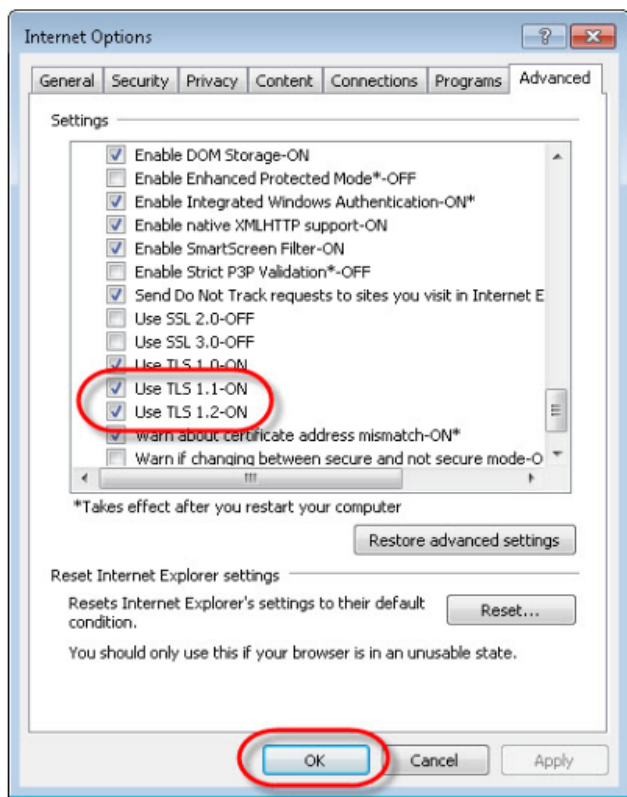 Internet Options
General Security Privacy Content Connections Programs Advanced
Settings
Enable DOM Storage-ON
Enable Enhanced Protected Mode*-OFF
Enable Integrated Windows Authentication-ON*
Enable native XMLHTTP support-ON
Enable SmartScreen Filter-ON
Enable Strict P3P Validation*-OFF
Send Do Not Track requests to sites you visit in Internet E
Use SSL 2.0-OFF
Use SSL 3.0-OFF
Use TLS 1.0-ON
Use TLS 1.1-ON
Use TLS 1.2-ON
Warn about certificate address mismatch-ON*
Warn if changing between secure and not secure mode-O
*Takes effect after you restart your computer
Restore advanced settings
Reset Internet Explorer settings
Resets Internet Explorer's settings to their default
condition.
Reset...
You should only use this if your browser is in an unusable state.
OK Cancel Apply